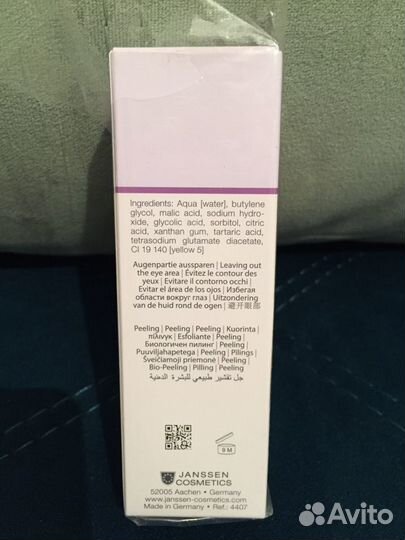 Ingredients: Aqua [water], butylene
glycol, malic acid, sodium hydro-
xide, glycolic acid, sorbitol, citric
acid, xanthan gum, tartaric acid,
tetrasodium glutamate diacetate,
CI 19 140 [yellow 5]
Augenpartie aussparen | Leaving out
the eye area | Évitez le contour des
yeux | Evitare il contorno occhi |
Evitar el área de los ojos | Избегая
области вокруг глаз | Uitzondering
van de huid rond de ogen | 避开眼部
Peeling | Peeling | Peeling | Kuorinta |
пілінук | Esfoliante | Peeling |
Биологичен пилинг | Peeling |
Puuviljahapetega | Peeling | Pīlings |
Šveičiamoji priemonė | Peeling |
Bio-Peeling | Pilling | Peeling
جل تقشير طبيعي للبشرة الدهنية
9 M
JANSSEN
COSMETICS
52005 Aachen • Germany
www.janssen-cosmetics.com
Made in Germany • Ref.: 4407
Avito